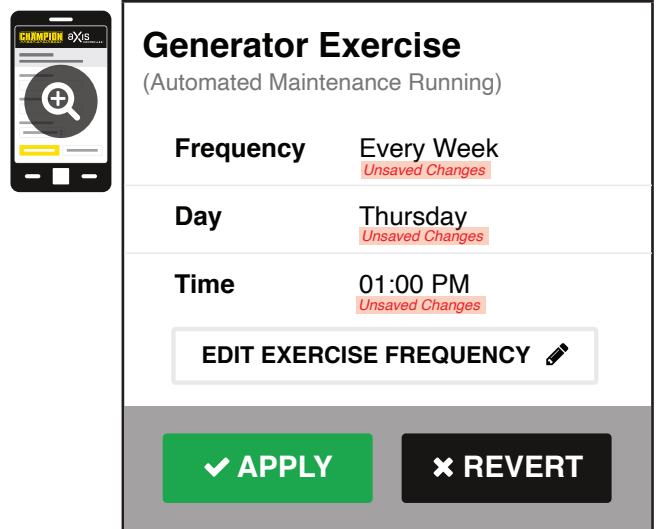 CHAMPION aXis
Generator Exercise
(Automated Maintenance Running)
Frequency Every Week
Unsaved Changes
Day Thursday
Unsaved Changes
Time 01:00 PM
Unsaved Changes
EDIT EXERCISE FREQUENCY
APPLY REVERT